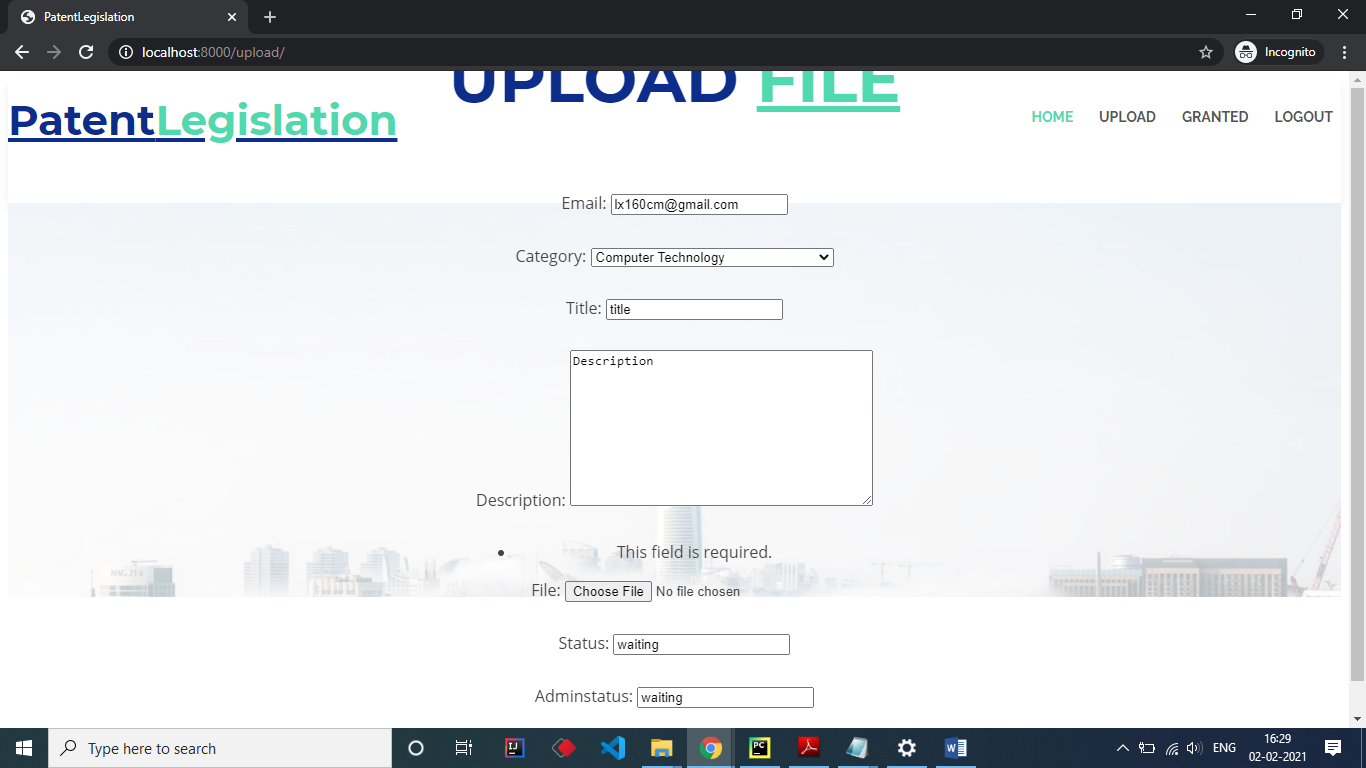 PatentLegislation
localhost:8000/upload/
Incognito
UPLOAD FILE
PatentLegislation
HOME UPLOAD GRANTED LOGOUT
Email: lx160cm@gmail.com
Category: Computer Technology
Title: title
Description
Description:
This field is required.
File: Choose File No file chosen
Status: waiting
Adminstatus: waiting
Type here to search
ENG
16:29
02-02-2021